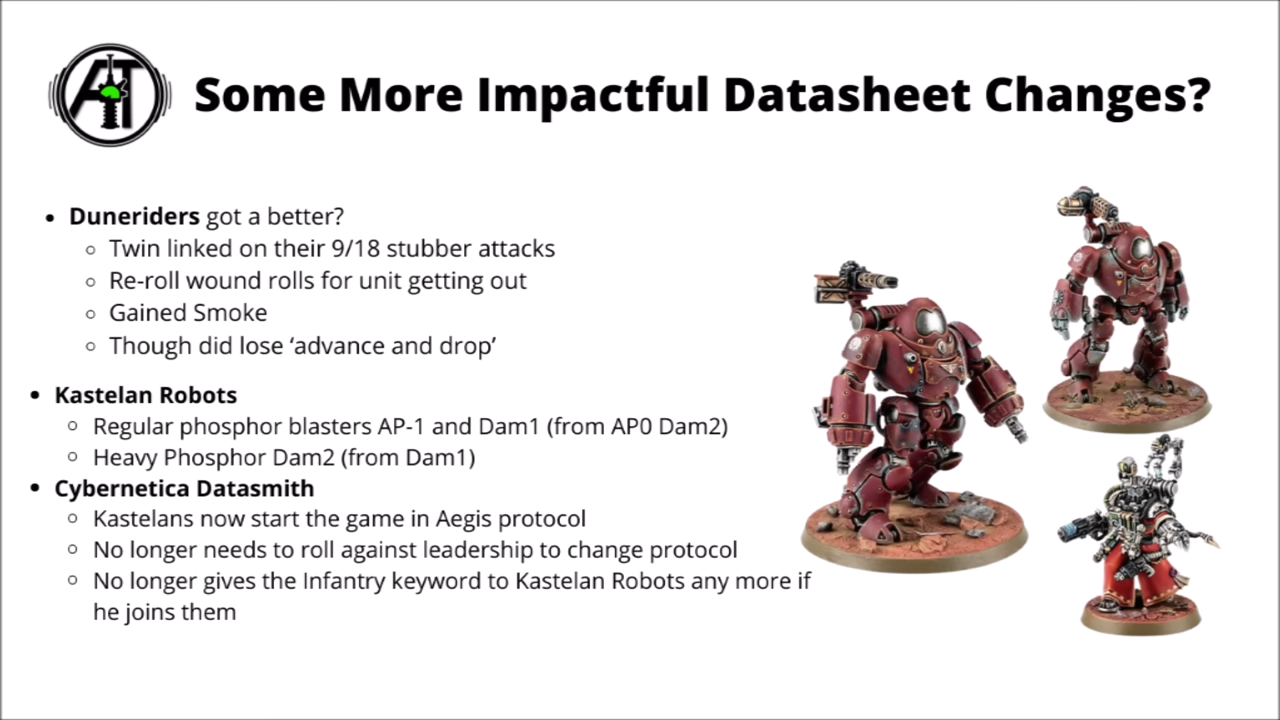 AT
Some More Impactful Datasheet Changes?
• Duneriders got a better?
○ Twin linked on their 9/18 stubber attacks
○ Re-roll wound rolls for unit getting out
○ Gained Smoke
○ Though did lose ‘advance and drop’
• Kastelan Robots
○ Regular phosphor blasters AP-1 and Dam1 (from AP0 Dam2)
○ Heavy Phosphor Dam2 (from Dam1)
• Cybernetica Datasmith
○ Kastelans now start the game in Aegis protocol
○ No longer needs to roll against leadership to change protocol
○ No longer gives the Infantry keyword to Kastelan Robots any more if
he joins them